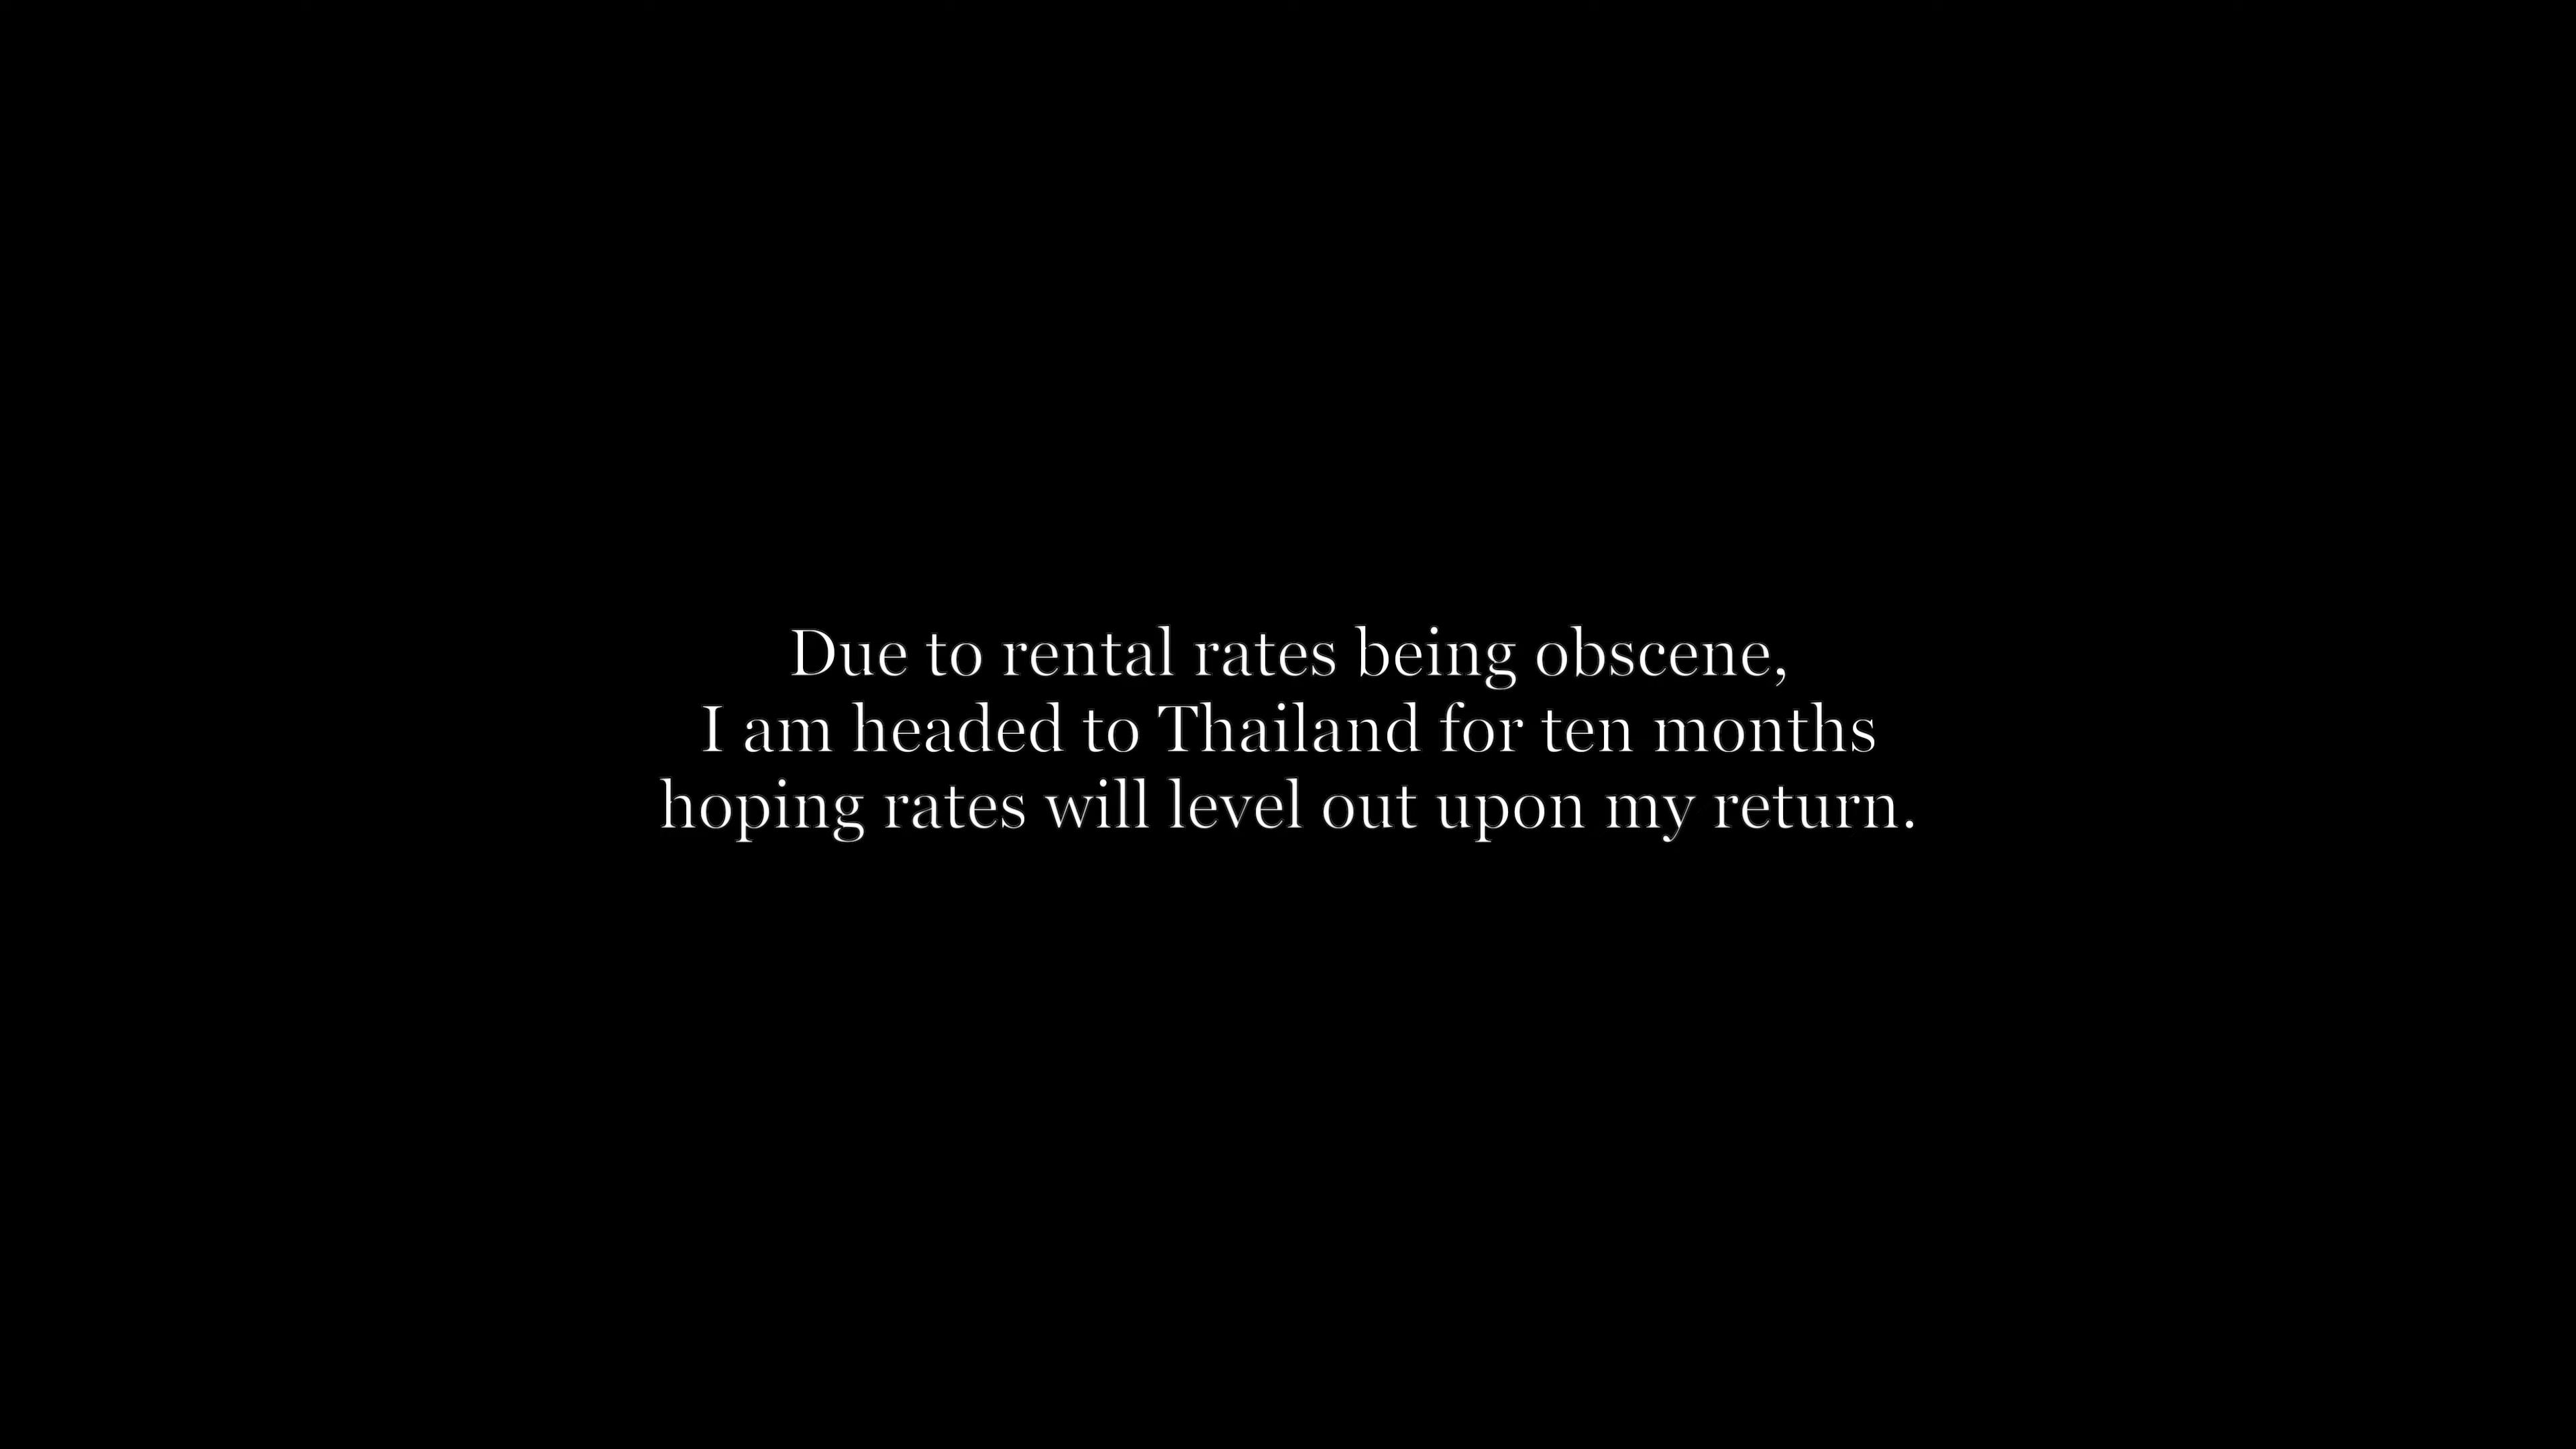 Due to rental rates being obscene,
I am headed to Thailand for ten months
hoping rates will level out upon my return.